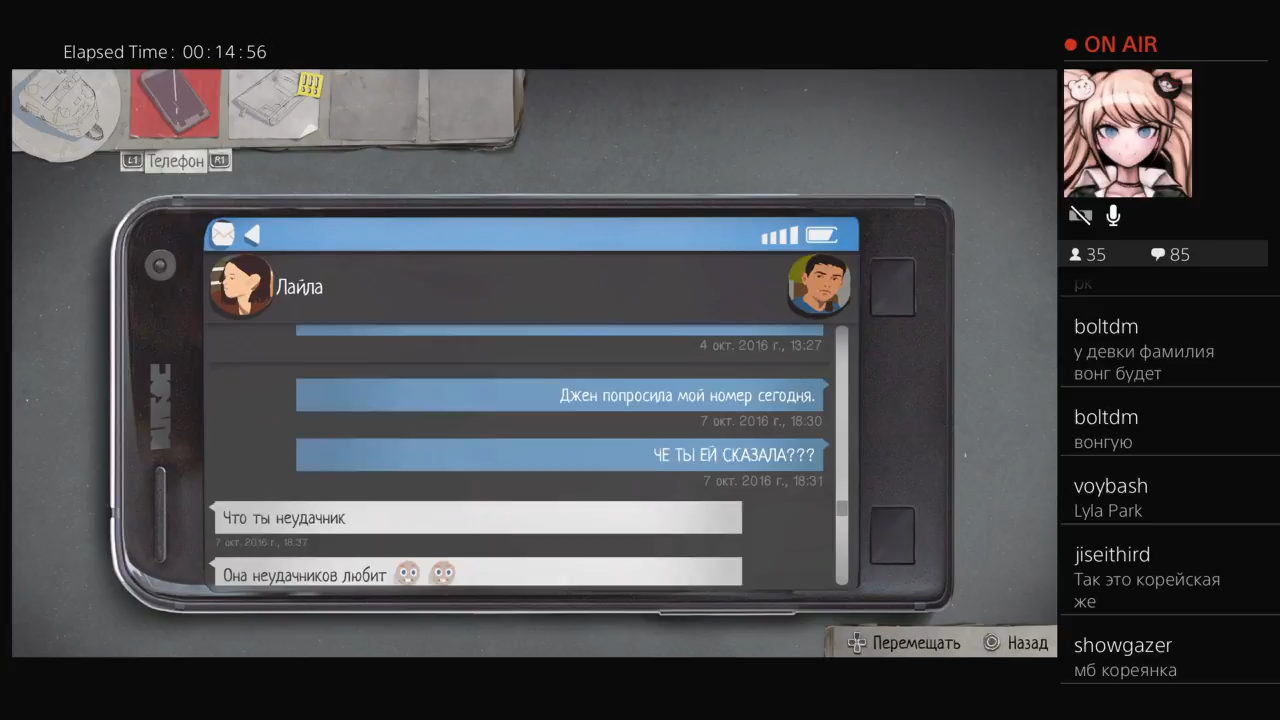 Elapsed Time: 00:14:56
ON AIR
L1 Телефон R1
35 85
рк
Лайла
4 окт. 2016 г., 13:27
Джен попросила мой номер сегодня.
7 окт. 2016 г., 18:30
ЧЕ ТЫ ЕЙ СКАЗАЛА???
7 окт. 2016 г., 18:31
Что ты неудачник
7 окт. 2016 г., 18:37
Она неудачников любит
Перемещать
Назад
boltdm
у девки фамилия
вонг будет
boltdm
вонгую
voybash
Lyla Park
jiseithird
Так это корейская
же
showgazer
мб кореянка